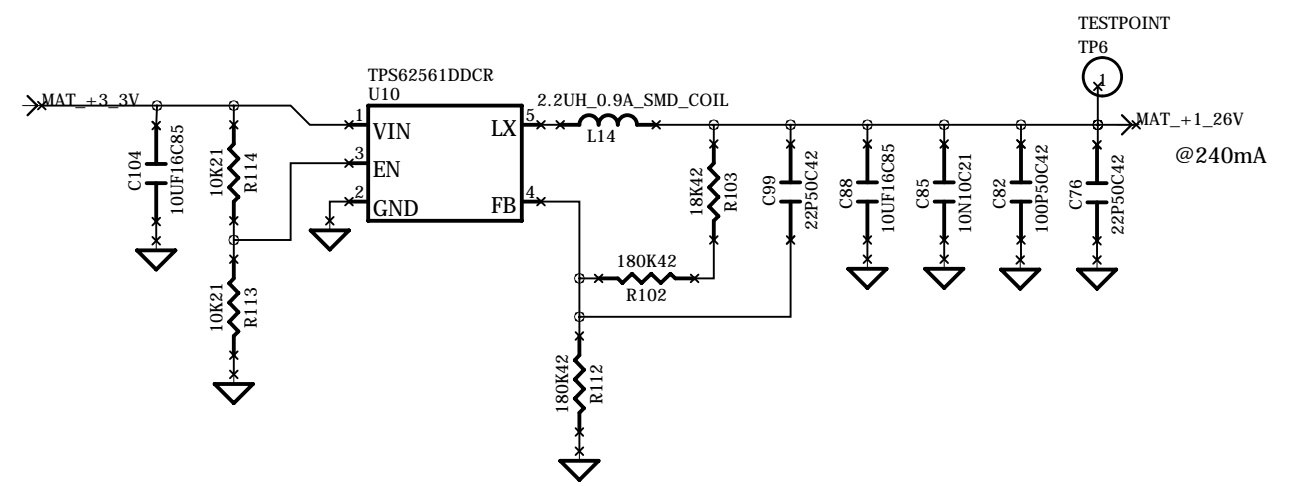 TESTPOINT
TP6
1
TPS62561DDCR
U10
MAT_+3_3V
1
VIN
3
EN
2
GND
LX
5
FB
4
2.2UH_0.9A_SMD_COIL
L14
MAT_+1_26V
@240mA
C104
10UF16C85
10K21
R114
10K21
R113
18K42
R103
C99
22P50C42
C88
10UF16C85
C85
10N10C21
C82
100P50C42
C76
22P50C42
180K42
R102
180K42
R112